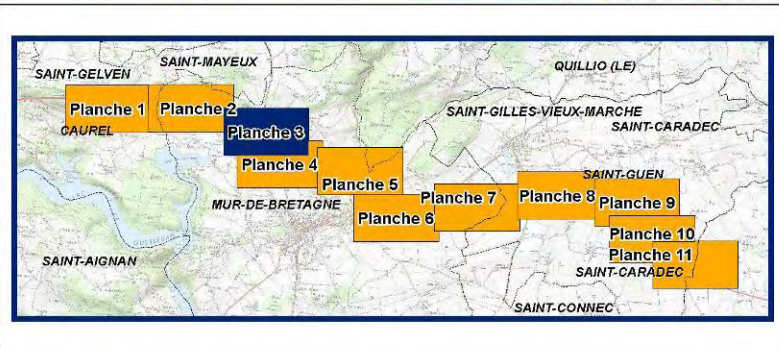 SAINT-MAYEUX
QUILLIO (LE)
SAINT-GELVEN
Planche 1
Planche 2
SAINT-GILLES-VIEUX-MARCHE
CAUREL
Planche 3
SAINT-CARADEC
Planche 4
SAINT-GUEN
Planche 5
Planche 7
Planche 8
MUR-DE-BRETAGNE
Planche 9
Planche 6
Planche 10
SAINT-AIGNAN
Planche 11
SAINT-CARADEC
SAINT-CONNEC